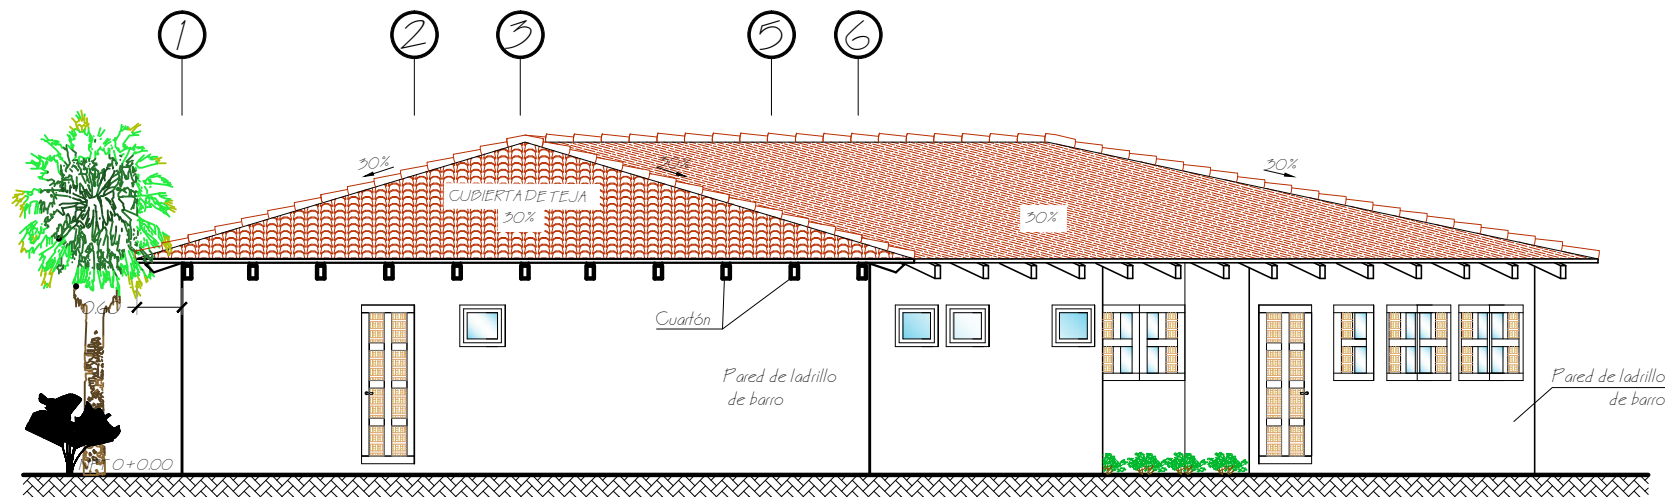 1 2 3 5 6
30% 30% 30%
CUBIERTA DE TEJA
30% 30%
0.60
Cuartón
Pared de ladrillo
de barro
Pared de ladrillo
de barro
0+0.00